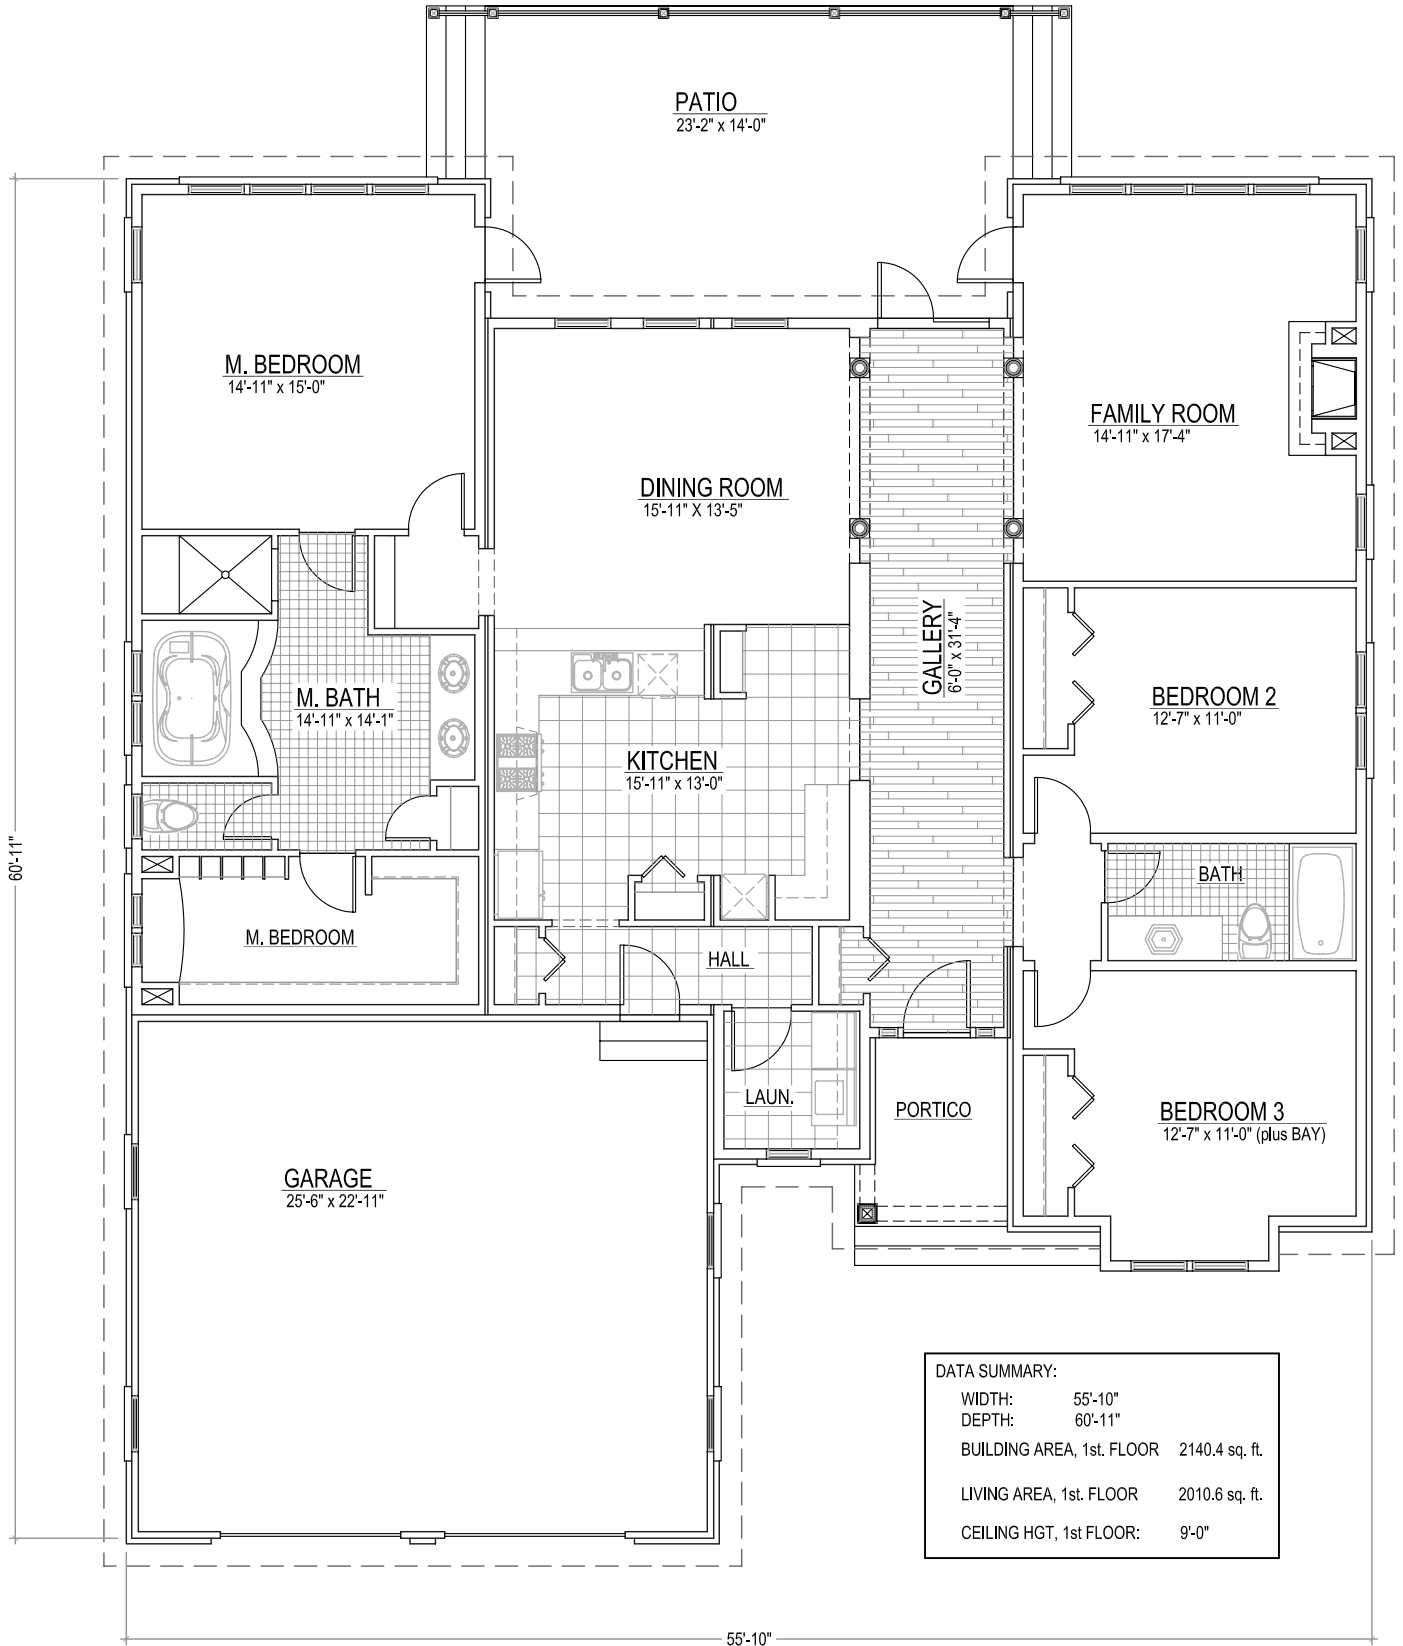 PATIO
23'-2" x 14'-0"
M. BEDROOM
14'-11" x 15'-0"
FAMILY ROOM
14'-11" x 17'-4"
DINING ROOM
15'-11" X 13'-5"
GALLERY
6'-0" x 31'-4"
M. BATH
14'-11" x 14'-1"
BEDROOM 2
12'-7" x 11'-0"
KITCHEN
15'-11" x 13'-0"
60'-11"
BATH
M. BEDROOM
HALL
LAUN.
PORTICO
BEDROOM 3
12'-7" x 11'-0" (plus BAY)
GARAGE
25'-6" x 22'-11"
DATA SUMMARY:
WIDTH: 55'-10"
DEPTH: 60'-11"
BUILDING AREA, 1st. FLOOR 2140.4 sq. ft.
LIVING AREA, 1st. FLOOR 2010.6 sq. ft.
CEILING HGT, 1st FLOOR: 9'-0"
55'-10"